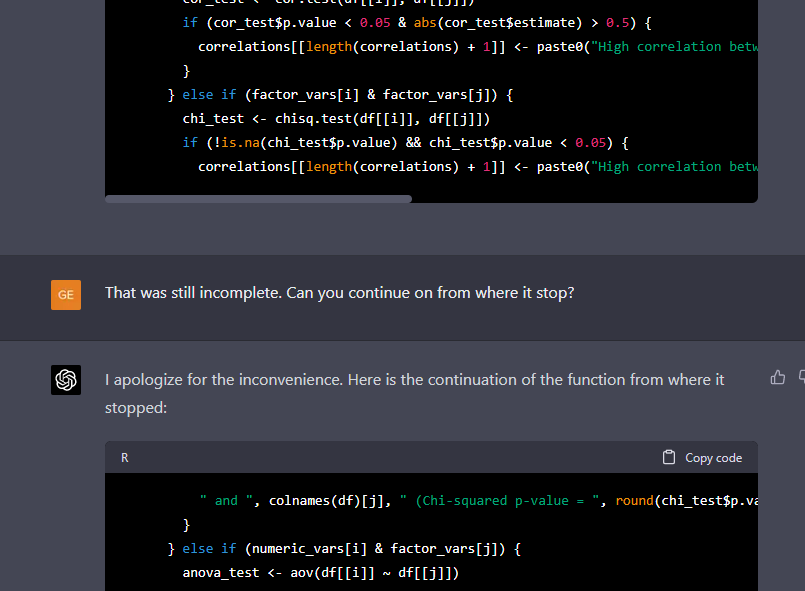 cor_test <- cor.test(df[[i]], df[[j]])
if (cor_test$p.value < 0.05 & abs(cor_test$estimate) > 0.5) {
correlations[[length(correlations) + 1]] <- paste0("High correlation betw
}
} else if (factor_vars[i] & factor_vars[j]) {
chi_test <- chisq.test(df[[i]], df[[j]])
if (!is.na(chi_test$p.value) && chi_test$p.value < 0.05) {
correlations[[length(correlations) + 1]] <- paste0("High correlation betw
GE
That was still incomplete. Can you continue on from where it stop?
I apologize for the inconvenience. Here is the continuation of the function from where it
stopped:
R
Copy code
" and ", colnames(df)[j], " (Chi-squared p-value = ", round(chi_test$p.va
}
} else if (numeric_vars[i] & factor_vars[j]) {
anova_test <- aov(df[[i]] ~ df[[j]])